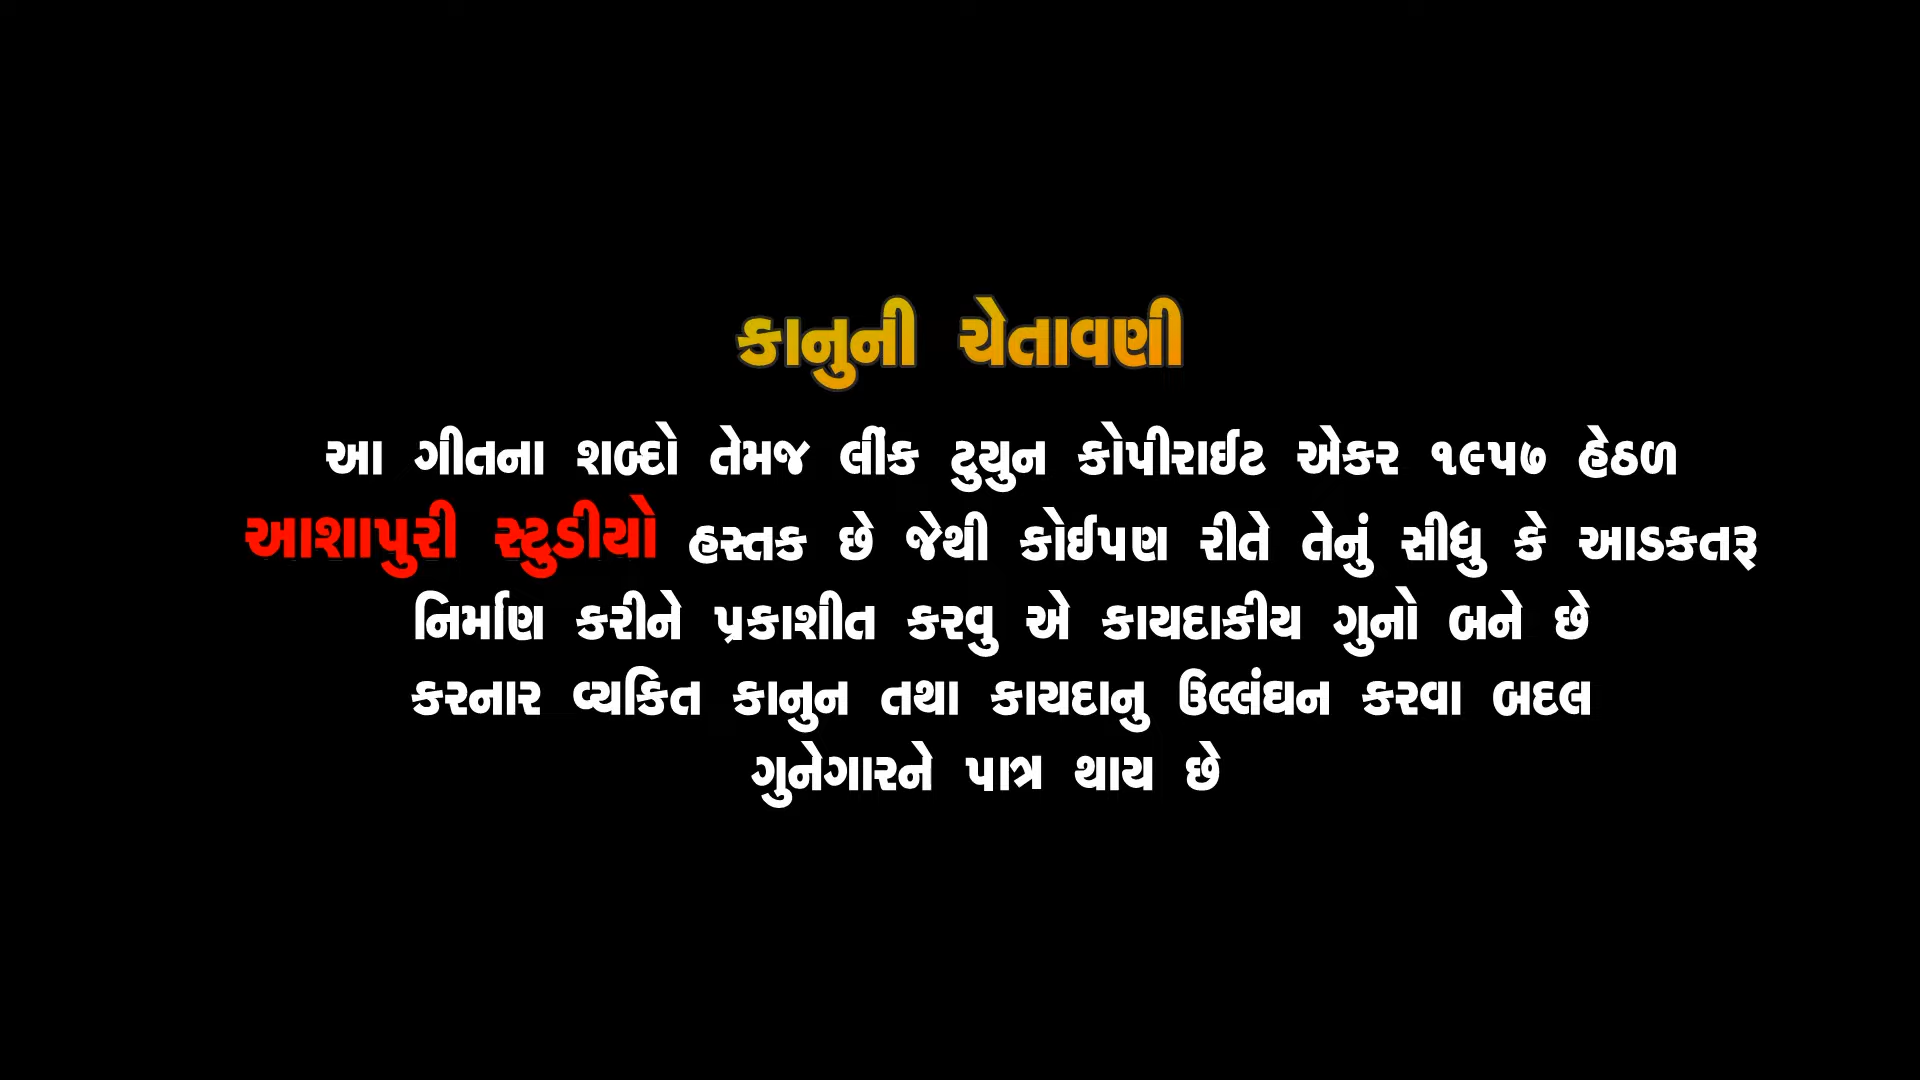 કાનુની ચેતાવણી
આ ગીતના શબ્દો તેમજ લીંક ટુયુન કોપીરાઈટ એકર ૧૯૫૭ હેઠળ
આશાપુરી સ્ટુડીયો હસ્તક છે જેથી કોઈપણ રીતે તેનું સીધુ કે આડકતરૂ
નિર્માણ કરીને પ્રકાશીત કરવુ એ કાયદાકીય ગુનો બને છે
કરનાર વ્યકિત કાનુન તથા કાયદાનુ ઉલ્લંઘન કરવા બદલ
ગુનેગારને પાત્ર થાય છે